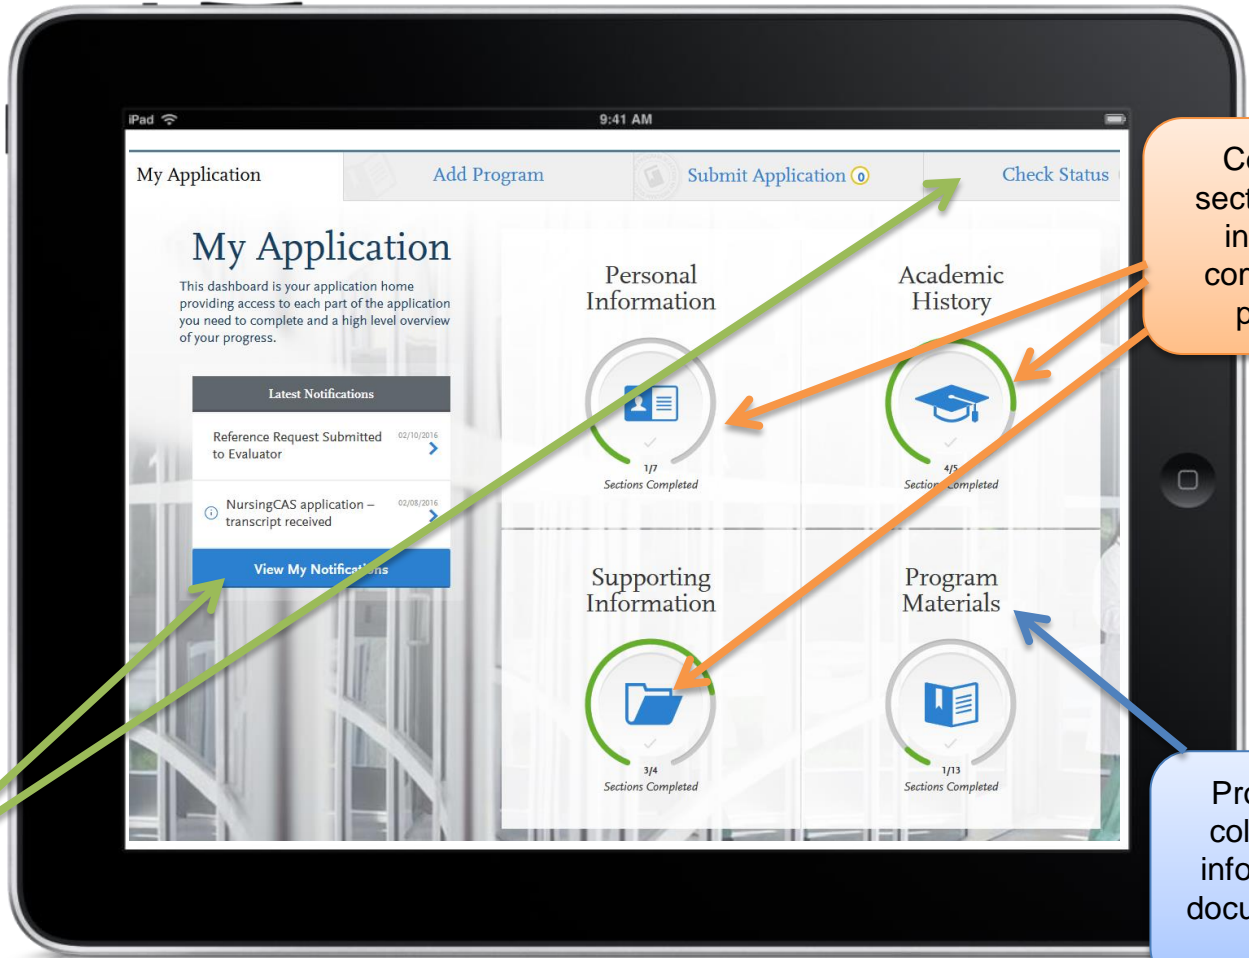 iPad
9:41 AM
My Application
Add Program
Submit Application 0
Check Status
My Application
This dashboard is your application home
providing access to each part of the application
you need to complete and a high level overview
of your progress.
Latest Notifications
Reference Request Submitted
to Evaluator
02/10/2016
NursingCAS application –
transcript received
02/08/2016
View My Notifications
Personal
Information
1/7
Sections Completed
Academic
History
4/5
Sections Completed
Supporting
Information
3/4
Sections Completed
Program
Materials
1/13
Sections Completed